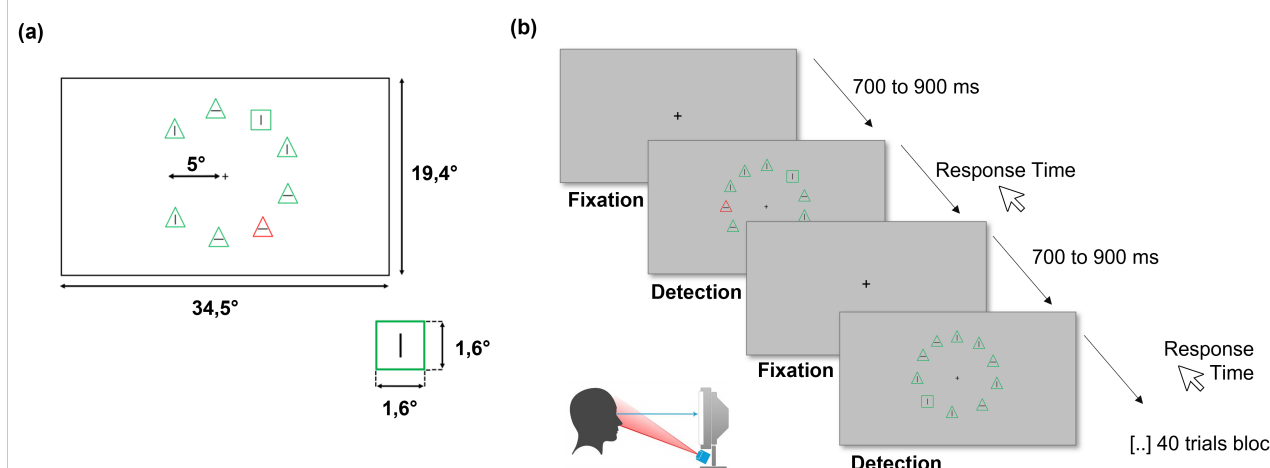 (a)
5°
19,4°
34,5°
1,6°
1,6°
(b)
700 to 900 ms
Fixation
Response Time
Detection
700 to 900 ms
Fixation
Response
Time
Detection
[..] 40 trials bloc